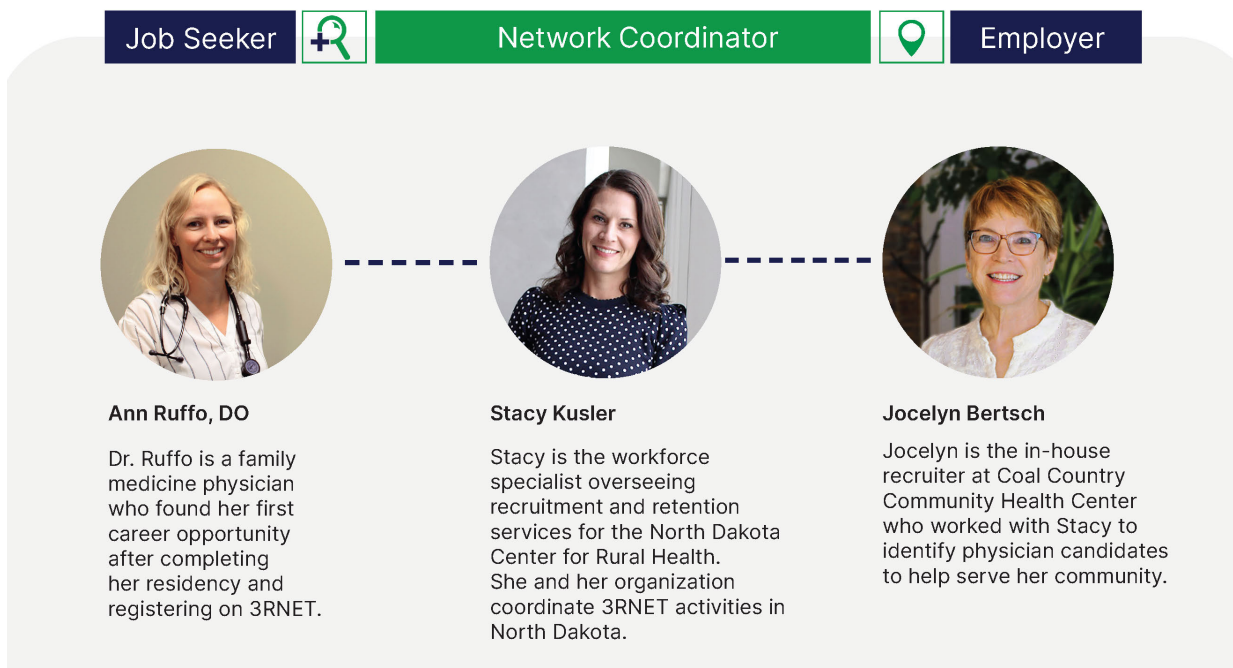 Job Seeker
Network Coordinator
Employer
Ann Ruffo, DO
Dr. Ruffo is a family
medicine physician
who found her first
career opportunity
after completing
her residency and
registering on 3RNET.
Stacy Kusler
Stacy is the workforce
specialist overseeing
recruitment and retention
services for the North Dakota
Center for Rural Health.
She and her organization
coordinate 3RNET activities in
North Dakota.
Jocelyn Bertsch
Jocelyn is the in-house
recruiter at Coal Country
Community Health Center
who worked with Stacy to
identify physician candidates
to help serve her community.